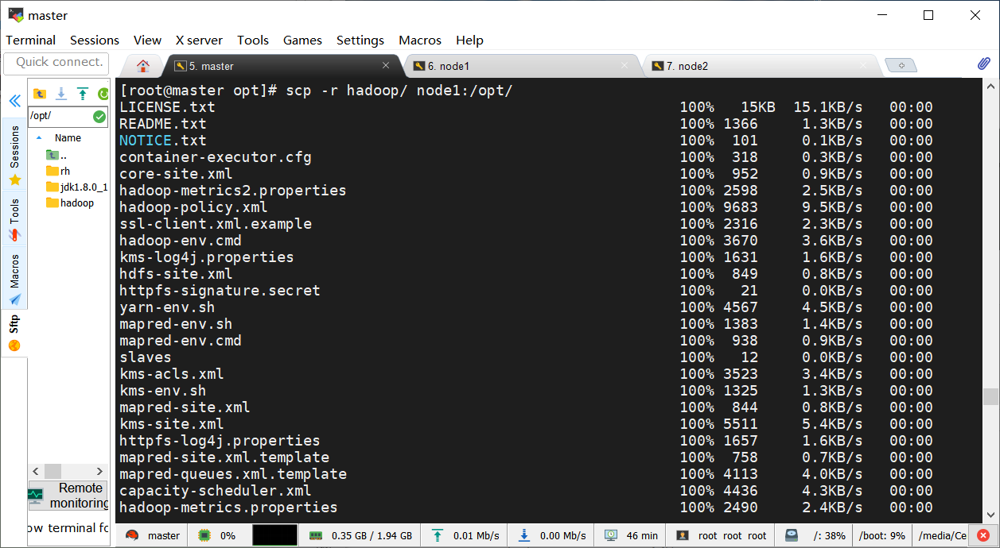 master
Terminal Sessions View X server Tools Games Settings Macros Help
Quick connect.
5. master
6. node1
7. node2
/opt/
Name
..
rh
jdk1.8.0_1
hadoop
Sessions
Tools
Macros
Sftp
Remote
monitoring
ow terminal fo
[root@master opt]# scp -r hadoop/ node1:/opt/
LICENSE.txt 100% 15KB 15.1KB/s 00:00
README.txt 100% 1366 1.3KB/s 00:00
NOTICE.txt 100% 101 0.1KB/s 00:00
container-executor.cfg 100% 318 0.3KB/s 00:00
core-site.xml 100% 952 0.9KB/s 00:00
hadoop-metrics2.properties 100% 2598 2.5KB/s 00:00
hadoop-policy.xml 100% 9683 9.5KB/s 00:00
ssl-client.xml.example 100% 2316 2.3KB/s 00:00
hadoop-env.cmd 100% 3670 3.6KB/s 00:00
kms-log4j.properties 100% 1631 1.6KB/s 00:00
hdfs-site.xml 100% 849 0.8KB/s 00:00
httpfs-signature.secret 100% 21 0.0KB/s 00:00
yarn-env.sh 100% 4567 4.5KB/s 00:00
mapred-env.sh 100% 1383 1.4KB/s 00:00
mapred-env.cmd 100% 938 0.9KB/s 00:00
slaves 100% 12 0.0KB/s 00:00
kms-acls.xml 100% 3523 3.4KB/s 00:00
kms-env.sh 100% 1325 1.3KB/s 00:00
mapred-site.xml 100% 844 0.8KB/s 00:00
kms-site.xml 100% 5511 5.4KB/s 00:00
httpfs-log4j.properties 100% 1657 1.6KB/s 00:00
mapred-site.xml.template 100% 758 0.7KB/s 00:00
mapred-queues.xml.template 100% 4113 4.0KB/s 00:00
capacity-scheduler.xml 100% 4436 4.3KB/s 00:00
hadoop-metrics.properties 100% 2490 2.4KB/s 00:00
master 0% 0.35 GB / 1.94 GB 0.01 Mb/s 0.00 Mb/s 46 min root root root /: 38% /boot: 9% /media/Ce